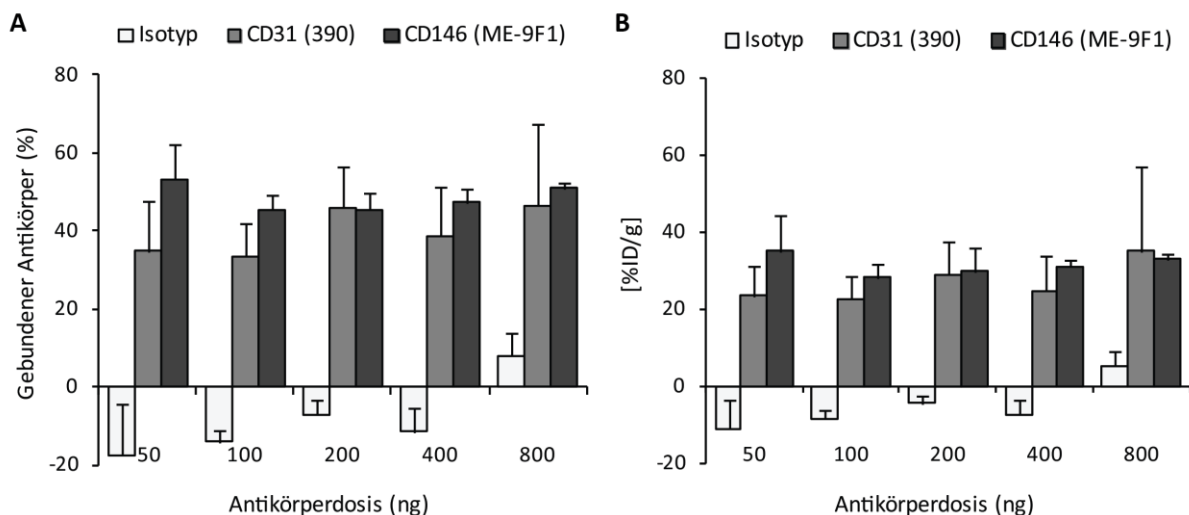 A
Isotyp CD31 (390) CD146 (ME-9F1)
Gebundener Antikörper (%)
80
60
40
20
0
-20
50 100 200 400 800
Antikörperdosis (ng)
B
Isotyp CD31 (390) CD146 (ME-9F1)
[%ID/g]
80
60
40
20
0
-20
50 100 200 400 800
Antikörperdosis (ng)